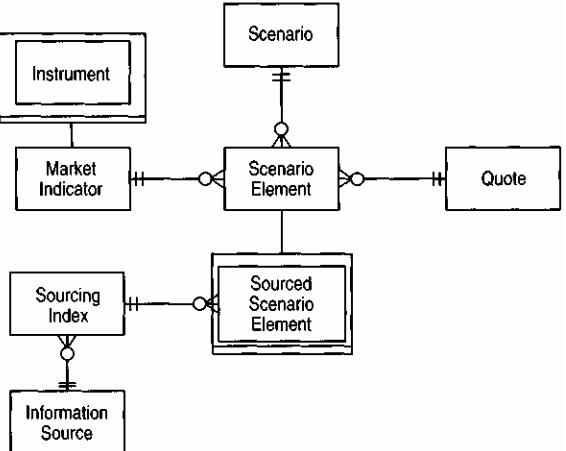 Scenario
Instrument
Market
Indicator
Scenario
Element
Quote
Sourcing
Index
Sourced
Scenario
Element
Information
Source